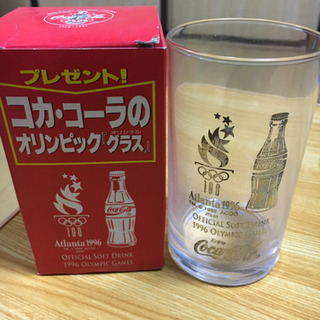 プレゼント!
コカ・コーラの
オリジナル
オリンピック『グラス』
100
Atlanta 1996
Coca-Cola
OFFICIAL SOFT DRINK
1996 OLYMPIC GAMES
100
Atlanta 1996
OFFICIAL SOFT DRINK
1996 OLYMPIC GAMES
Enjoy
Coca-Cola